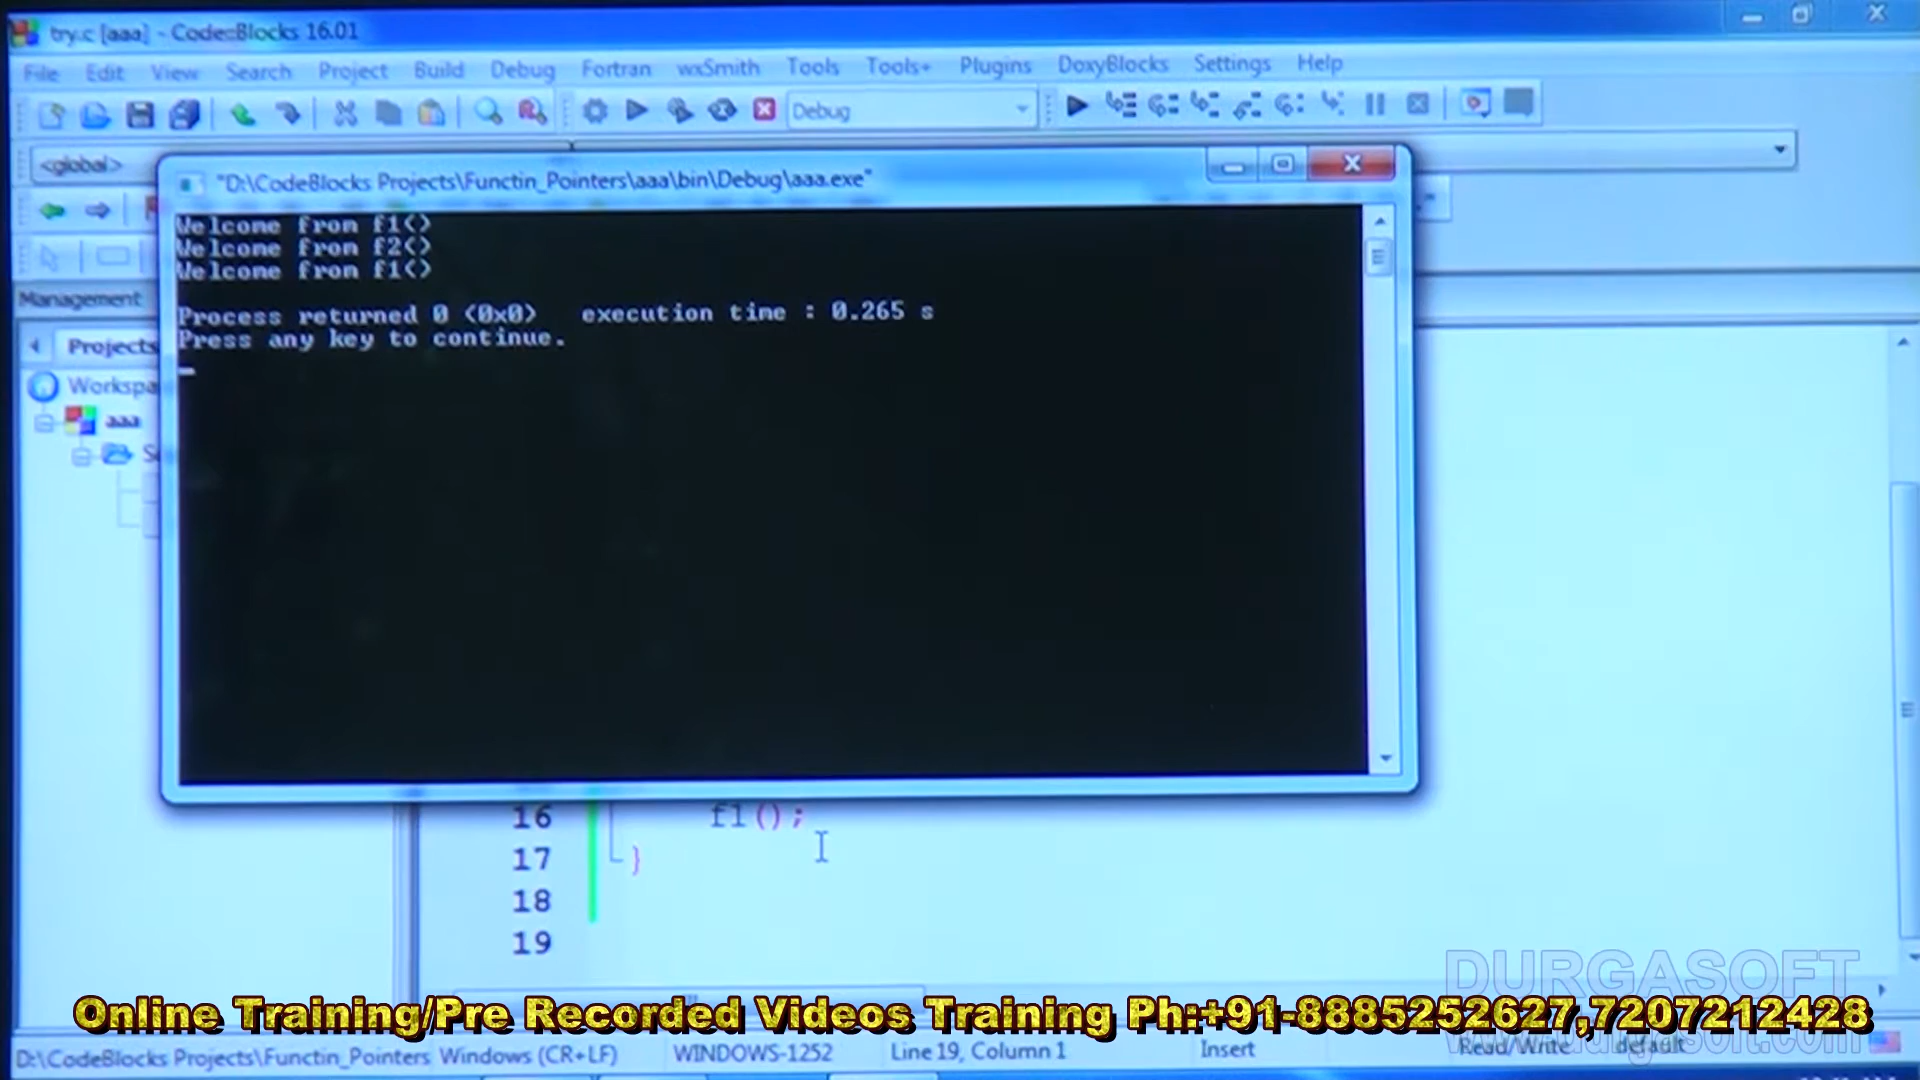 try.c [aaa] - Code::Blocks 16.01
File Edit View Search Project Build Debug Fortran wxSmith Tools Tools+ Plugins DoxyBlocks Settings Help
Debug
<global>
"D:\CodeBlocks Projects\Functin_Pointers\aaa\bin\Debug\aaa.exe"
Welcome from f1()
Welcome from f2()
Welcome from f1()
Process returned 0 (0x0)   execution time : 0.265 s
Press any key to continue.
Management
Projects
Workspa
aaa
S
16 f1();
17 }
18
19
DURGASOFT
Online Training/Pre Recorded Videos Training Ph:+91-8885252627,7207212428
www.durgasoft.com
D:\CodeBlocks Projects\Functin_Pointers Windows (CR+LF) WINDOWS-1252 Line 19, Column 1 Insert Read/Write default